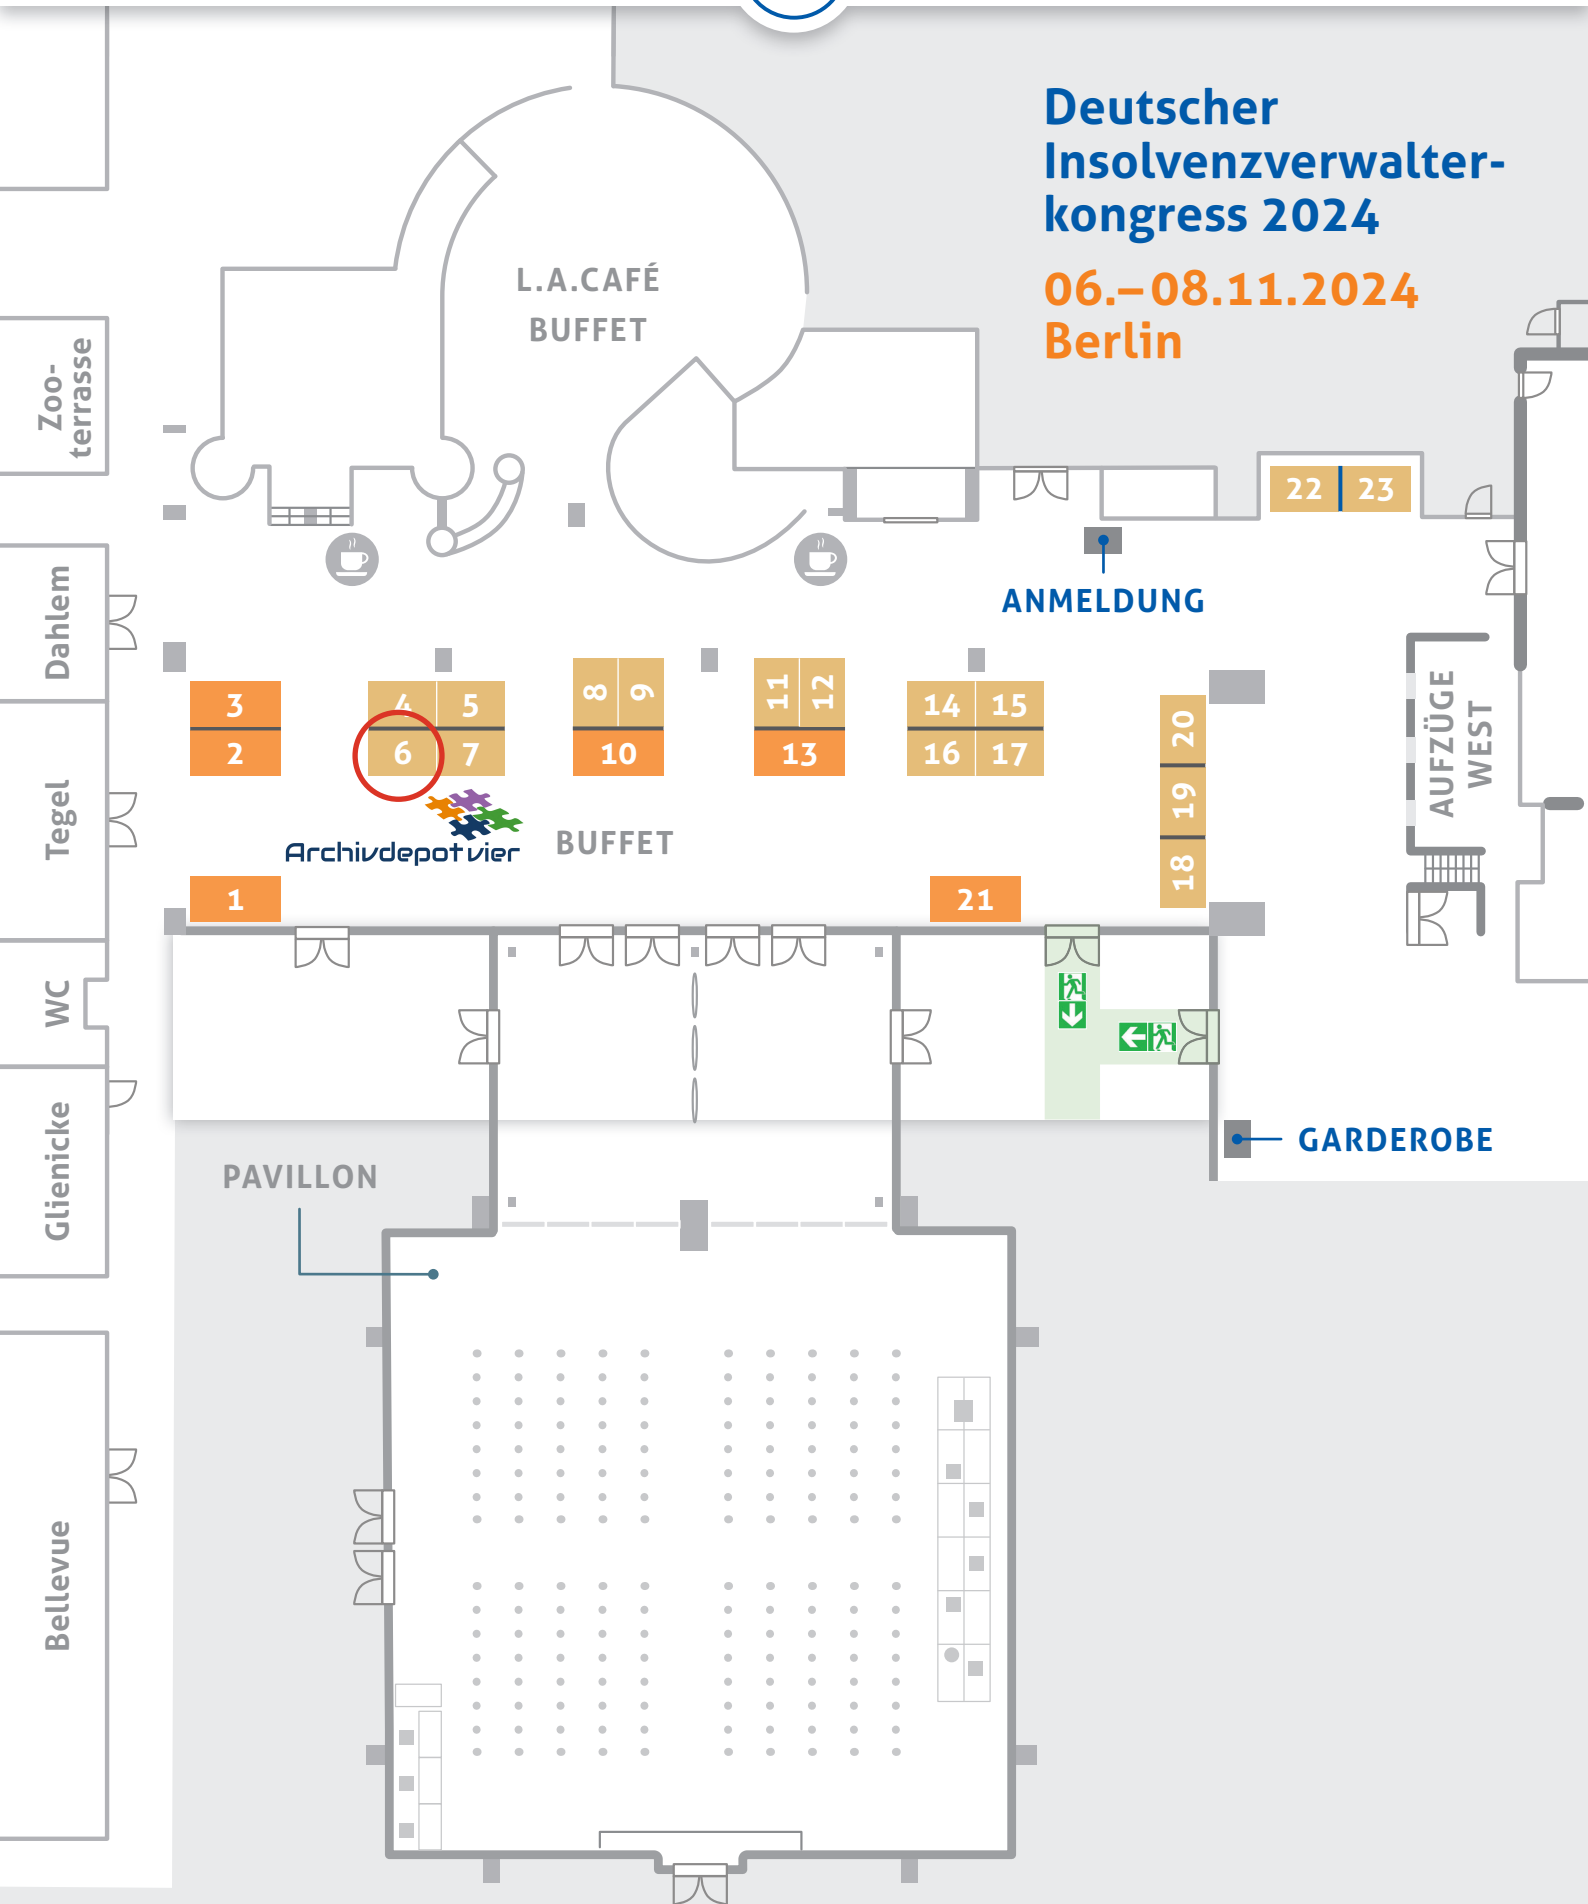 Deutscher
Insolvenzverwalter-
kongress 2024
06.–08.11.2024
Berlin
L.A.CAFÉ
BUFFET
Zoo-
terrasse
22 23
ANMELDUNG
Dahlem
3
2
4 5
6 7
8 9
10
11 12
13
14 15
16 17
20
19
18
AUFZÜGE
WEST
Tegel
Archivdepotvier
BUFFET
1
21
WC
Glienicke
GARDEROBE
PAVILLON
Bellevue